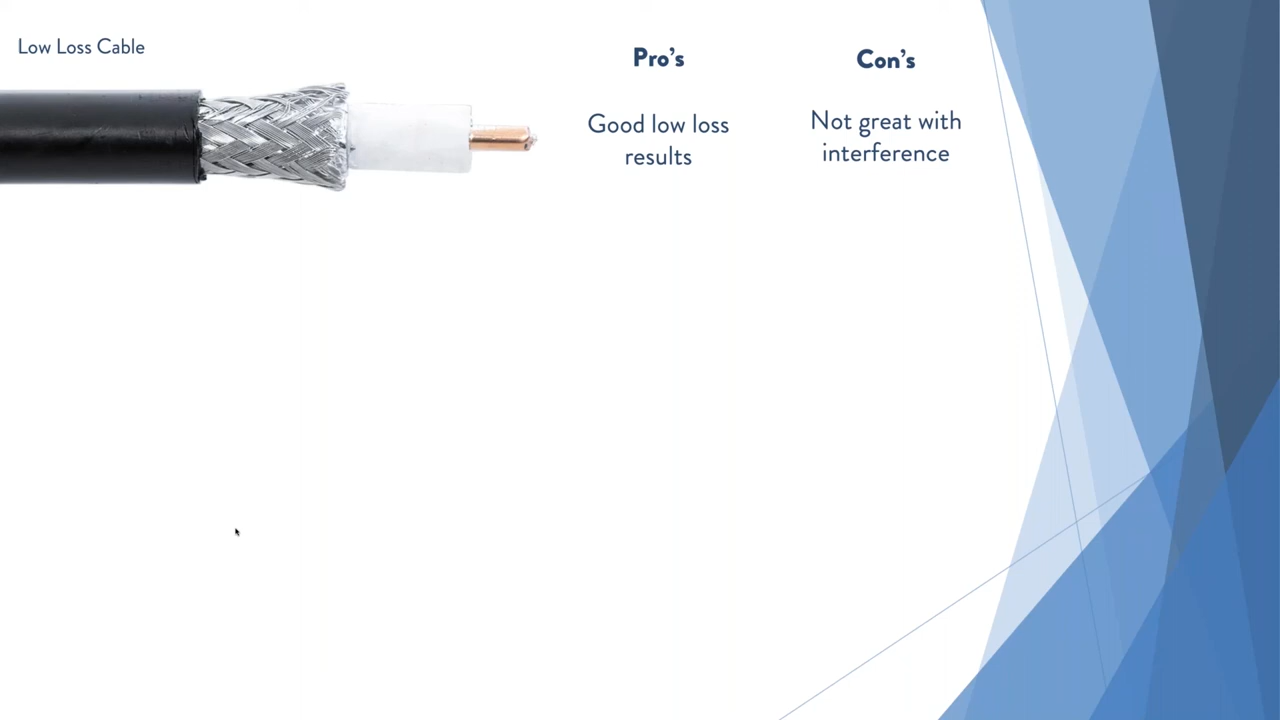 Low Loss Cable
Pro's
Con's
Good low loss
results
Not great with
interference